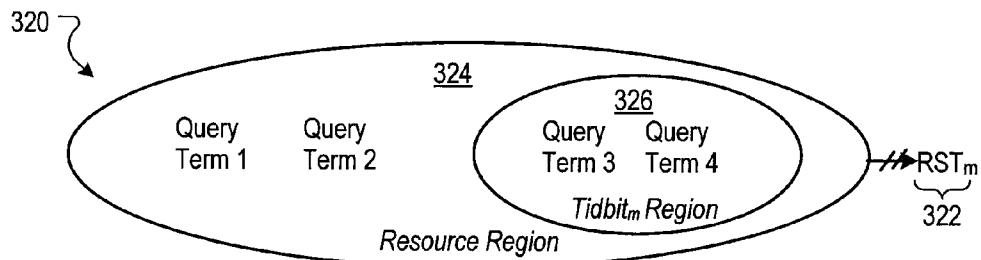 320
324
326
Query Term 1
Query Term 2
Query Term 3
Query Term 4
Tidbitm Region
Resource Region
RSTm
322